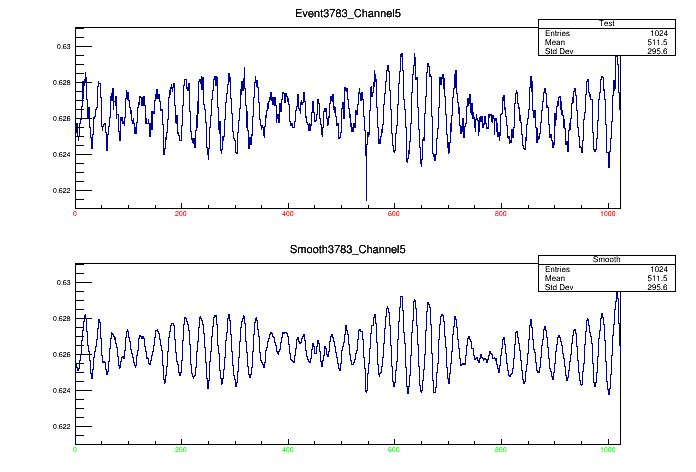 Event3783_Channel5
Test
Entries 1024
Mean 511.5
Std Dev 295.6
0.63
0.628
0.626
0.624
0.622
0 200 400 600 800 1000
Smooth3783_Channel5
Smooth
Entries 1024
Mean 511.5
Std Dev 295.6
0.63
0.628
0.626
0.624
0.622
0 200 400 600 800 1000